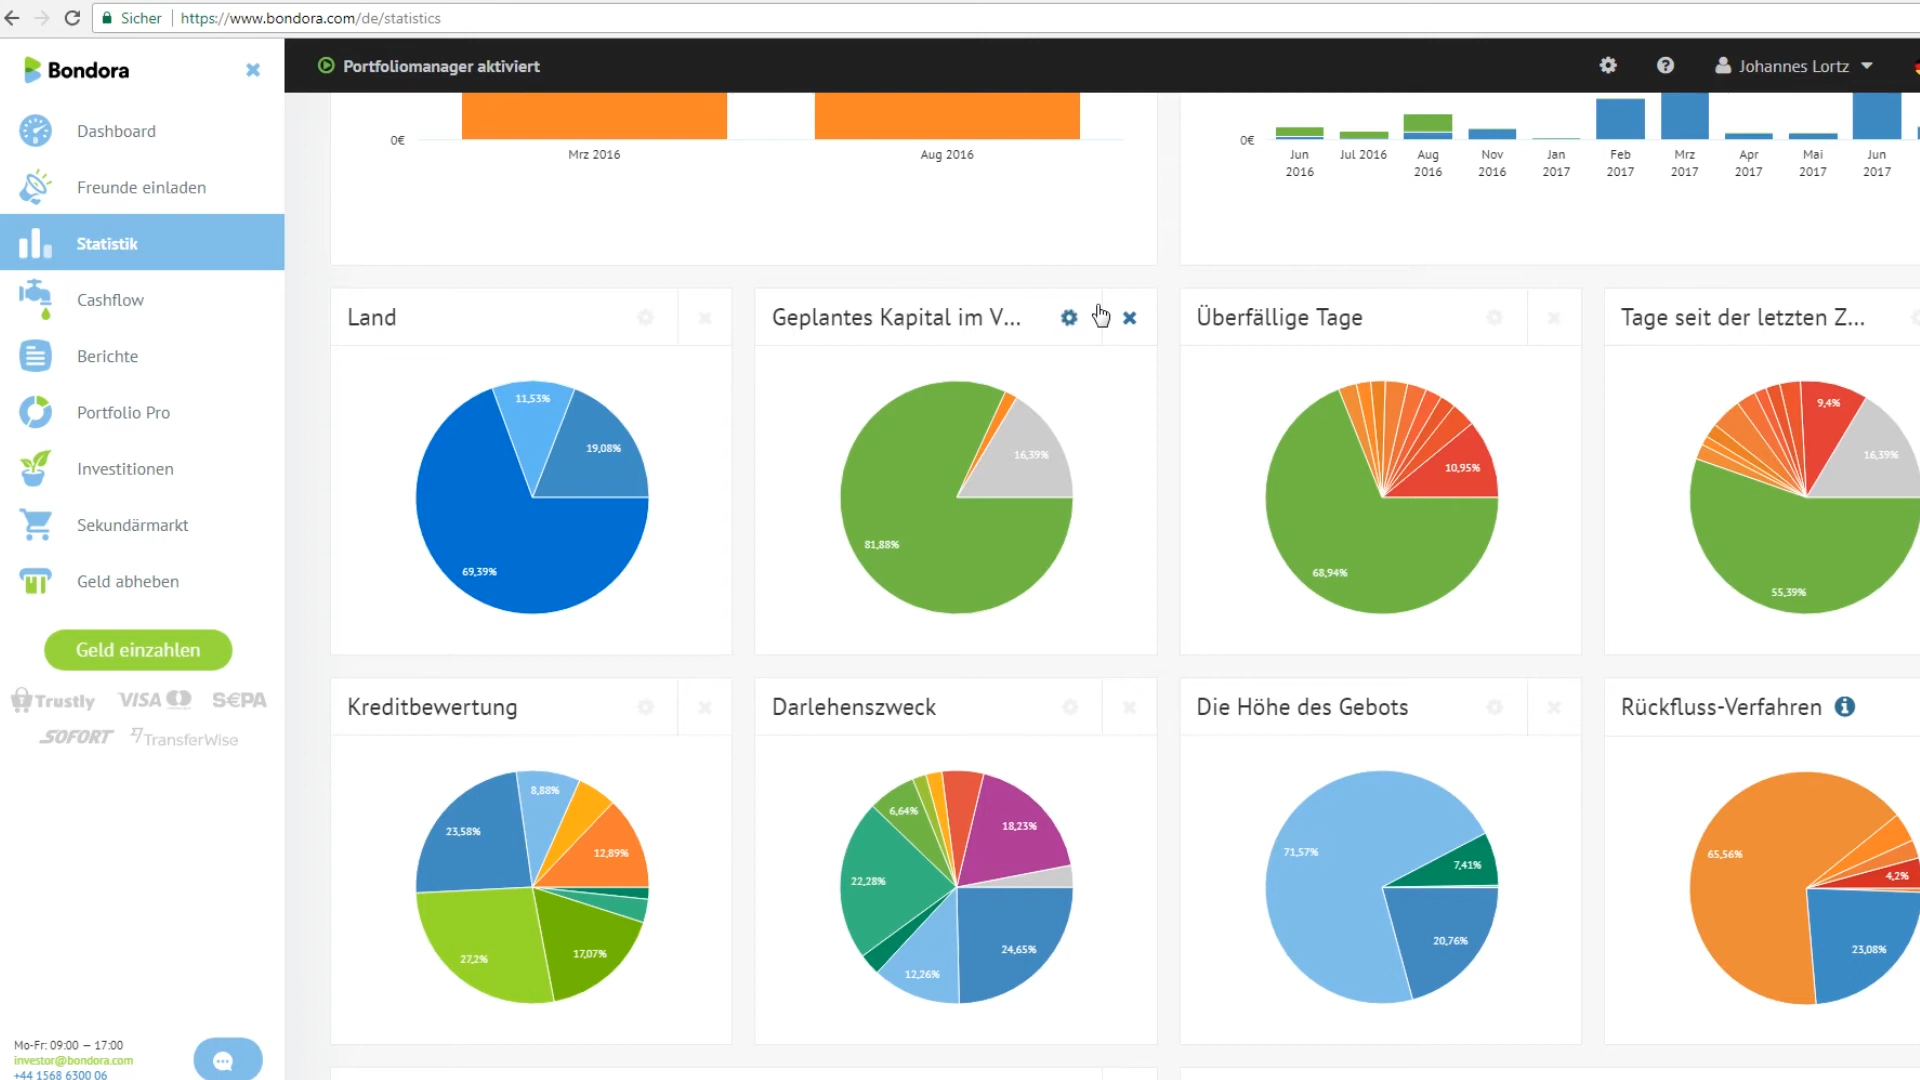 Sicher https://www.bondora.com/de/statistics
Bondora
Portfoliomanager aktiviert
Johannes Lortz
Dashboard
Freunde einladen
Statistik
Cashflow
Berichte
Portfolio Pro
Investitionen
Sekundärmarkt
Geld abheben
Geld einzahlen
Trustly VISA S€PA
SOFORT TransferWise
Mo-Fr: 09:00 – 17:00
investor@bondora.com
+44 1568 6300 06
0€
Mrz 2016 Aug 2016
0€
Jun 2016
Jul 2016
Aug 2016
Nov 2016
Jan 2017
Feb 2017
Mrz 2017
Apr 2017
Mai 2017
Jun 2017
Land
11,53%
19,08%
69,39%
Geplantes Kapital im V...
16,39%
81,88%
Überfällige Tage
10,95%
68,94%
Tage seit der letzten Z...
9,4%
16,39%
55,39%
Kreditbewertung
8,88%
23,58%
12,89%
17,07%
27,2%
Darlehenszweck
6,64%
18,23%
22,28%
24,65%
12,26%
Die Höhe des Gebots
71,57%
7,41%
20,76%
Rückfluss-Verfahren
65,56%
4,2%
23,08%